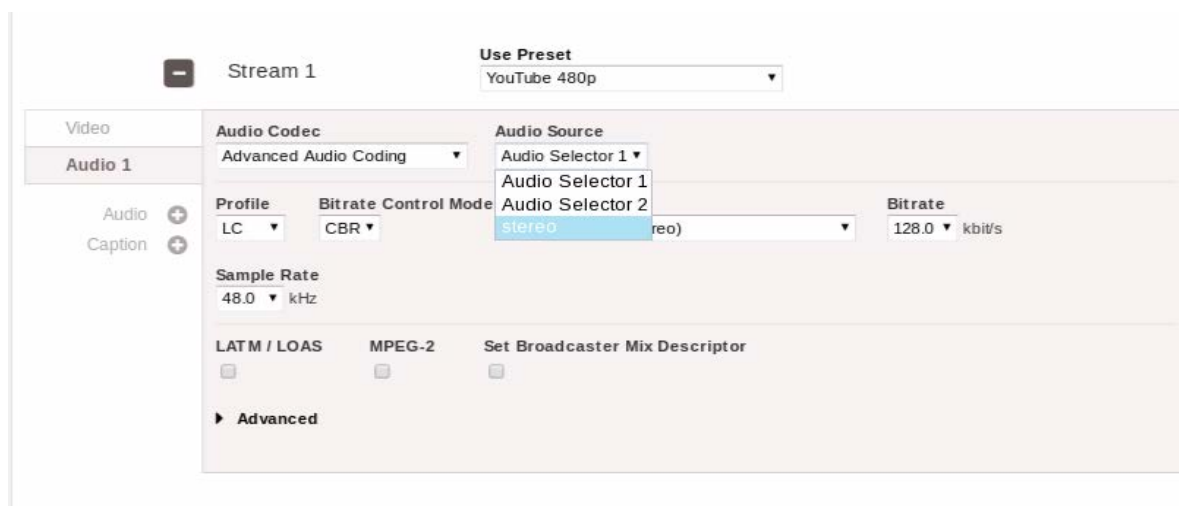 Use Preset
Stream 1
YouTube 480p
Video
Audio 1
Audio
Caption
Audio Codec
Audio Source
Advanced Audio Coding
Audio Selector 1
Audio Selector 1
Audio Selector 2
stereo
Profile
Bitrate Control Mode
Bitrate
LC
CBR
reo)
128.0
kbit/s
Sample Rate
48.0
kHz
LATM / LOAS
MPEG-2
Set Broadcaster Mix Descriptor
Advanced